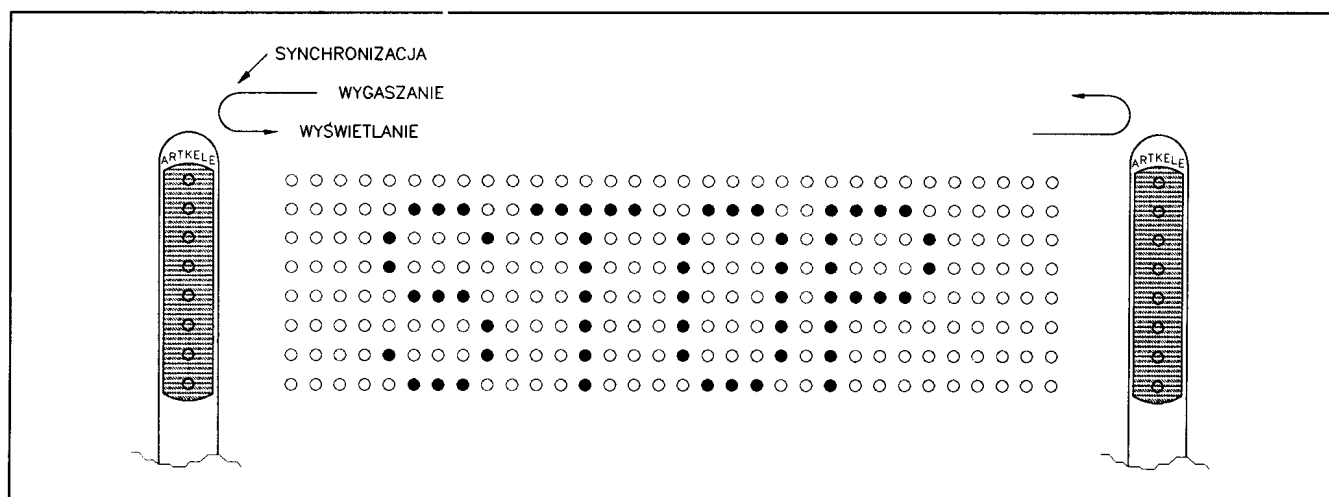 SYNCHRONIZACJA
WYGASZANIE
WYŚWIETLANIE
ARTKELE
ARTKELE
STOP